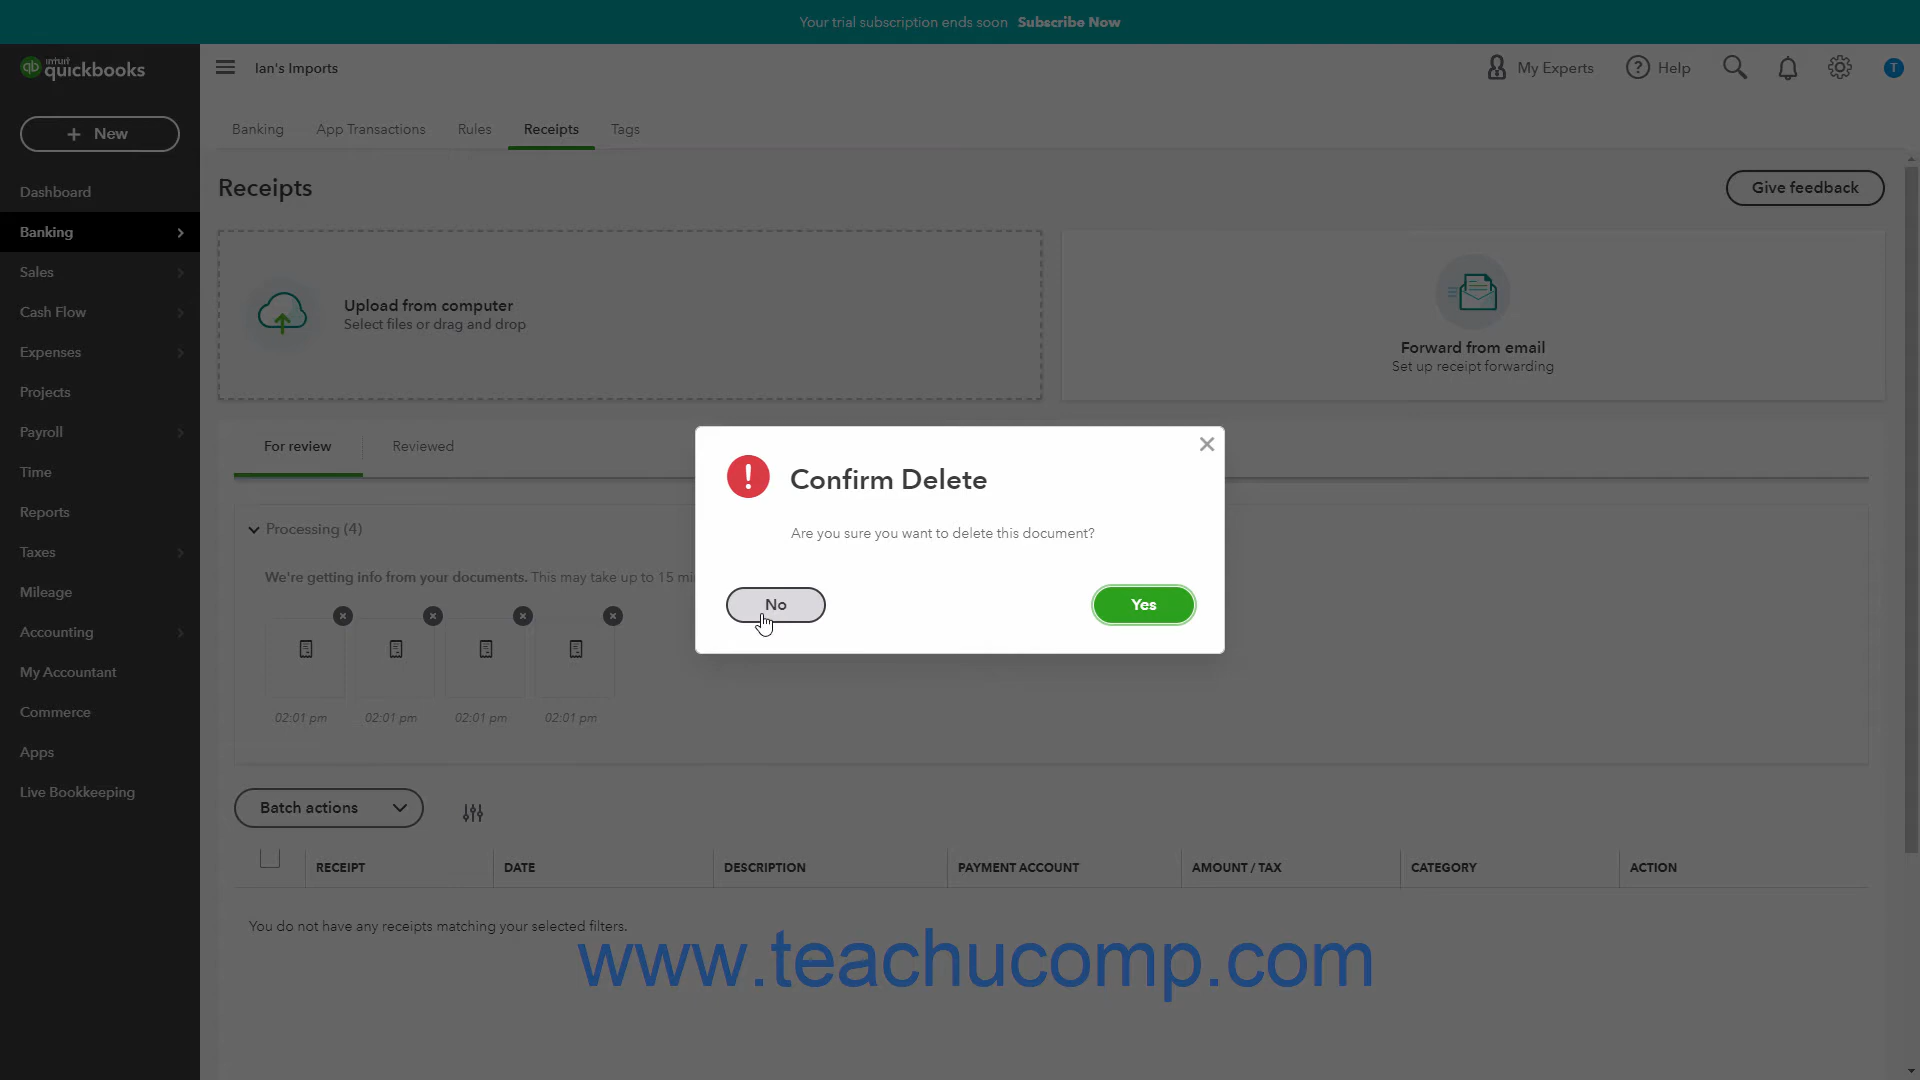 Your trial subscription ends soon Subscribe Now
intuit
quickbooks
Ian's Imports
My Experts
Help
T
New
Banking
App Transactions
Rules
Receipts
Tags
Dashboard
Banking
Sales
Cash Flow
Expenses
Projects
Payroll
Time
Reports
Taxes
Mileage
Accounting
My Accountant
Commerce
Apps
Live Bookkeeping
Receipts
Give feedback
Upload from computer
Select files or drag and drop
Forward from email
Set up receipt forwarding
For review
Reviewed
Confirm Delete
Are you sure you want to delete this document?
No
Yes
Processing (4)
We're getting info from your documents. This may take up to 15
02:01 pm
02:01 pm
02:01 pm
02:01 pm
Batch actions
RECEIPT
DATE
DESCRIPTION
PAYMENT ACCOUNT
AMOUNT / TAX
CATEGORY
ACTION
You do not have any receipts matching your selected filters.
www.teachucomp.com